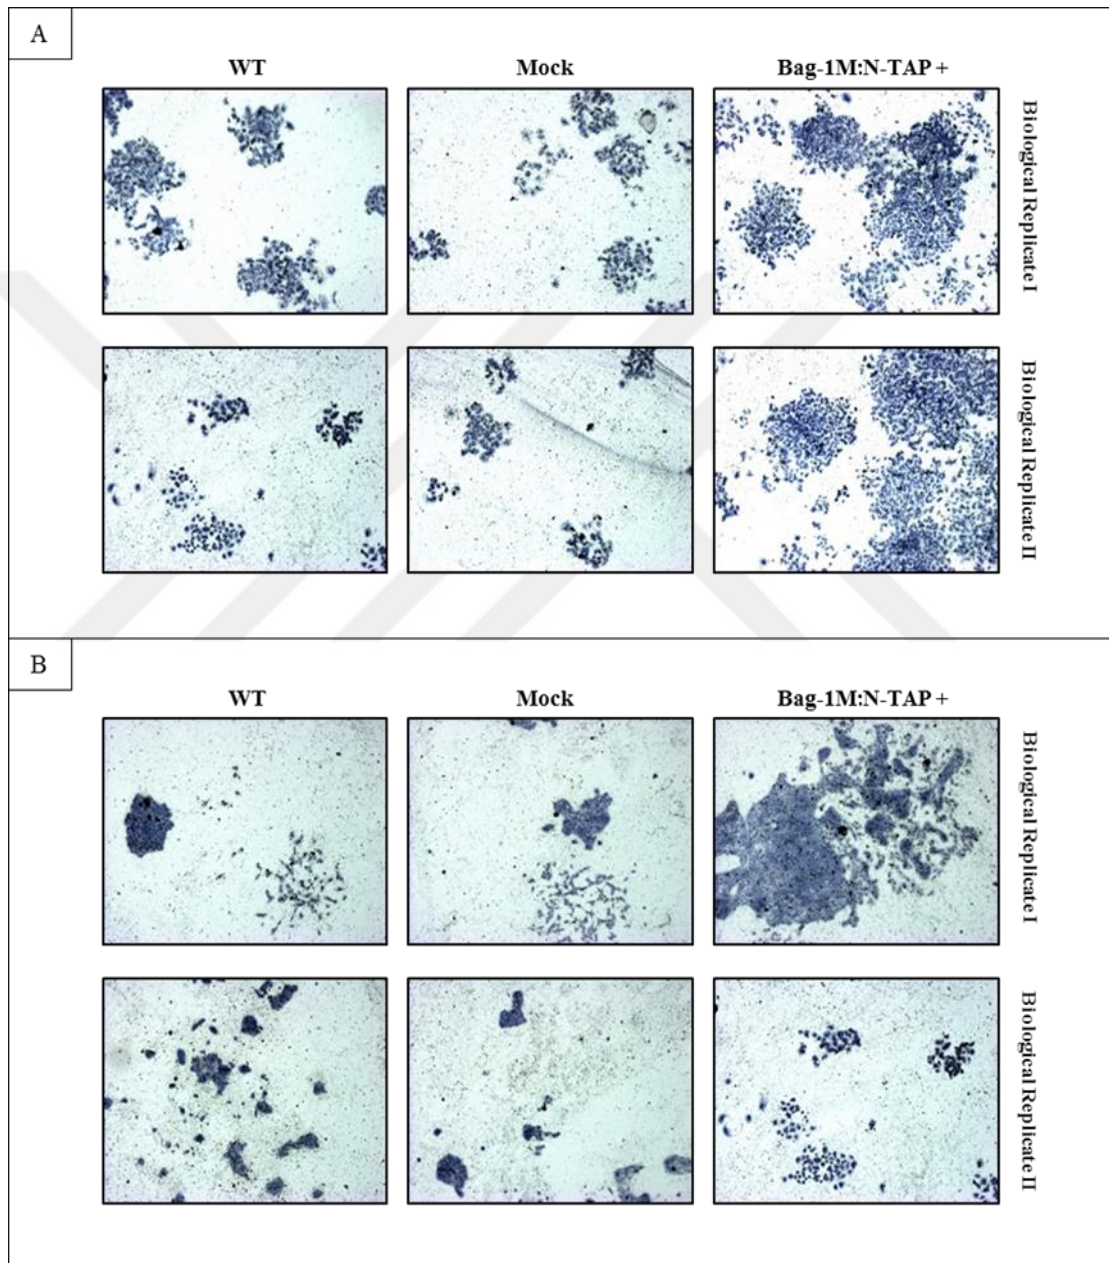 A
WT
Mock
Bag-1M:N-TAP +
Biological Replicate I
Biological Replicate II
B
WT
Mock
Bag-1M:N-TAP +
Biological Replicate I
Biological Replicate II